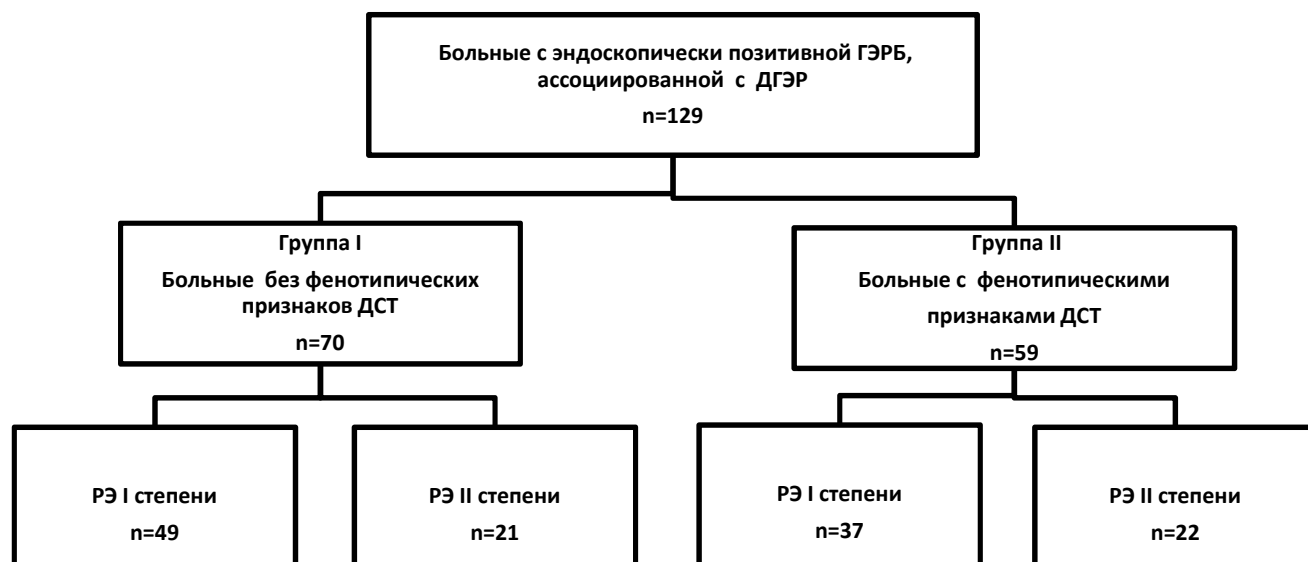 Больные с эндоскопически позитивной ГЭРБ,
ассоциированной с ДГЭР
n=129
Группа I
Больные без фенотипических
признаков ДСТ
n=70
Группа II
Больные с фенотипическими
признаками ДСТ
n=59
РЭ I степени
n=49
РЭ II степени
n=21
РЭ I степени
n=37
РЭ II степени
n=22